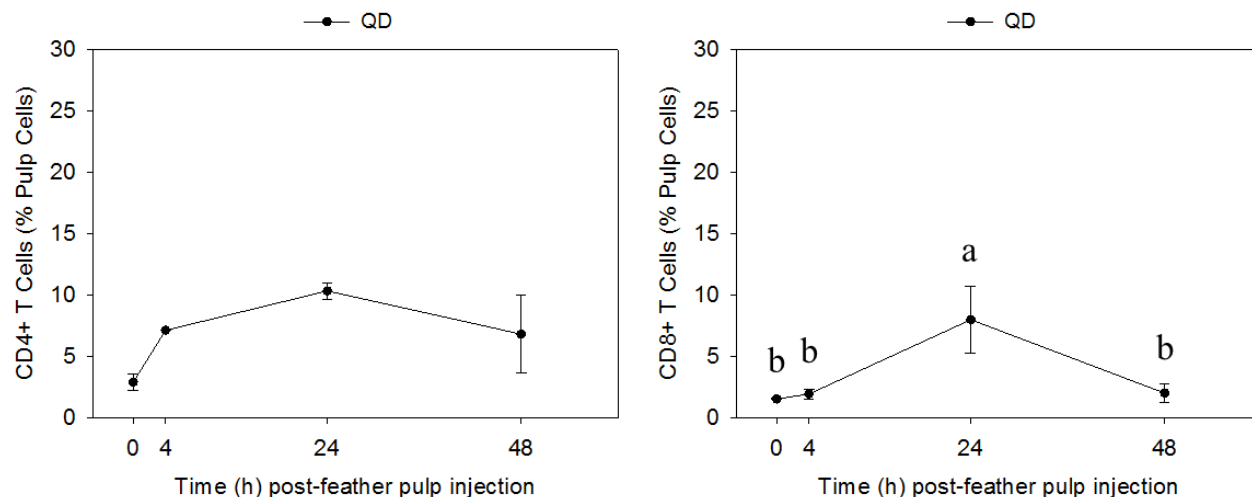 QD
30
25
20
15
10
5
0
CD4+ T Cells (% Pulp Cells)
0 4 24 48
Time (h) post-feather pulp injection
QD
30
25
20
15
10
5
0
CD8+ T Cells (% Pulp Cells)
a
b b b
0 4 24 48
Time (h) post-feather pulp injection